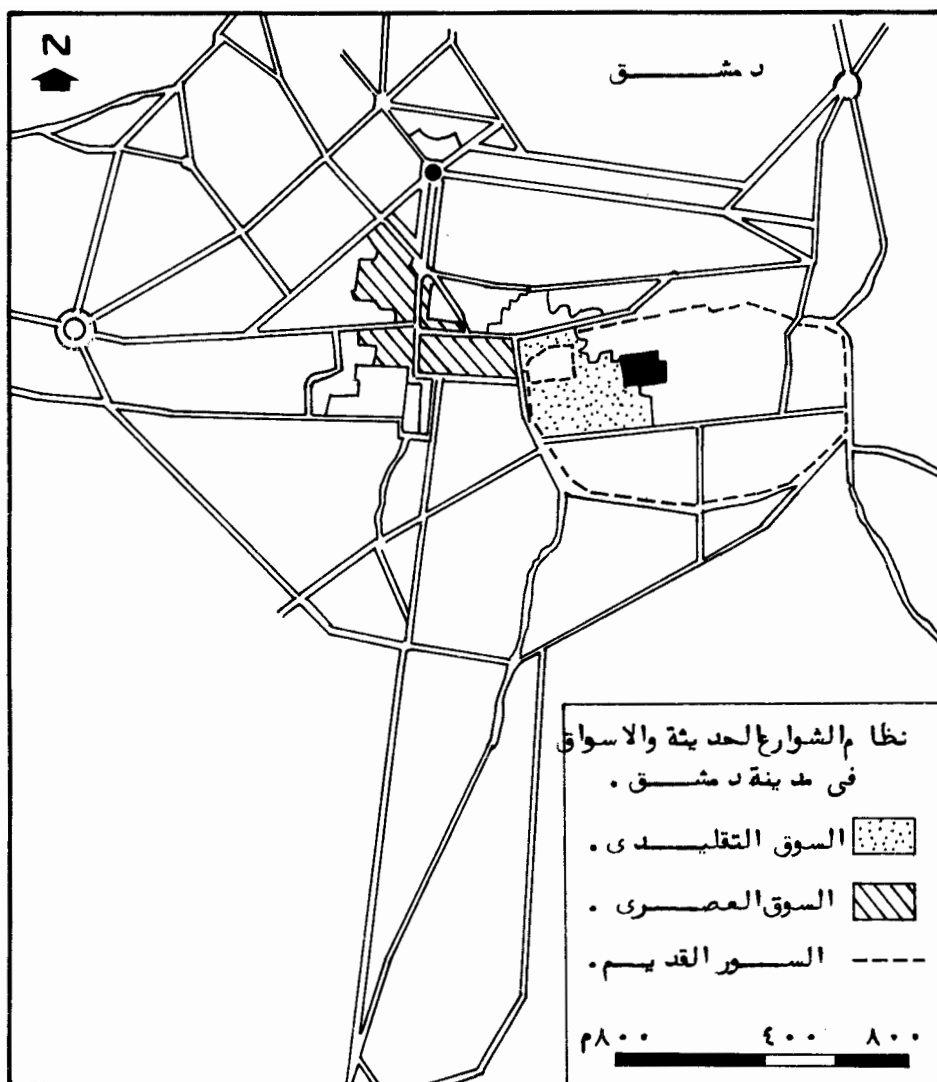 N
دمشق
نظام الشوارع الحديثة والاسواق
فى مدينة دمشق .
السوق التقليدى .
السوق العصرى .
السور القديم .
٨٠٠م ٤٠٠ ٨٠٠